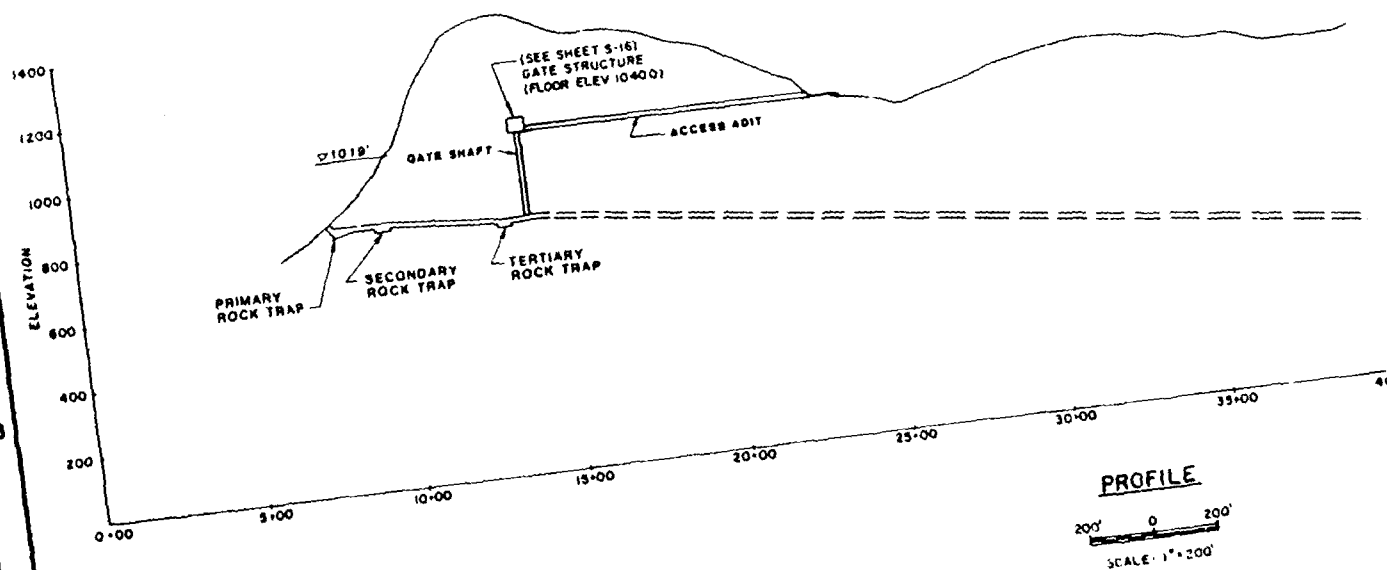 1400
1200
1000
800
600
400
200
ELEVATION
(SEE SHEET S-16)
GATE STRUCTURE
(FLOOR ELEV 1040.0)
ACCESS ADIT
GATE SHAFT
1019'
PRIMARY
ROCK TRAP
SECONDARY
ROCK TRAP
TERTIARY
ROCK TRAP
0+00
5+00
10+00
15+00
20+00
25+00
30+00
35+00
PROFILE
200' 0 200'
SCALE: 1"=200'